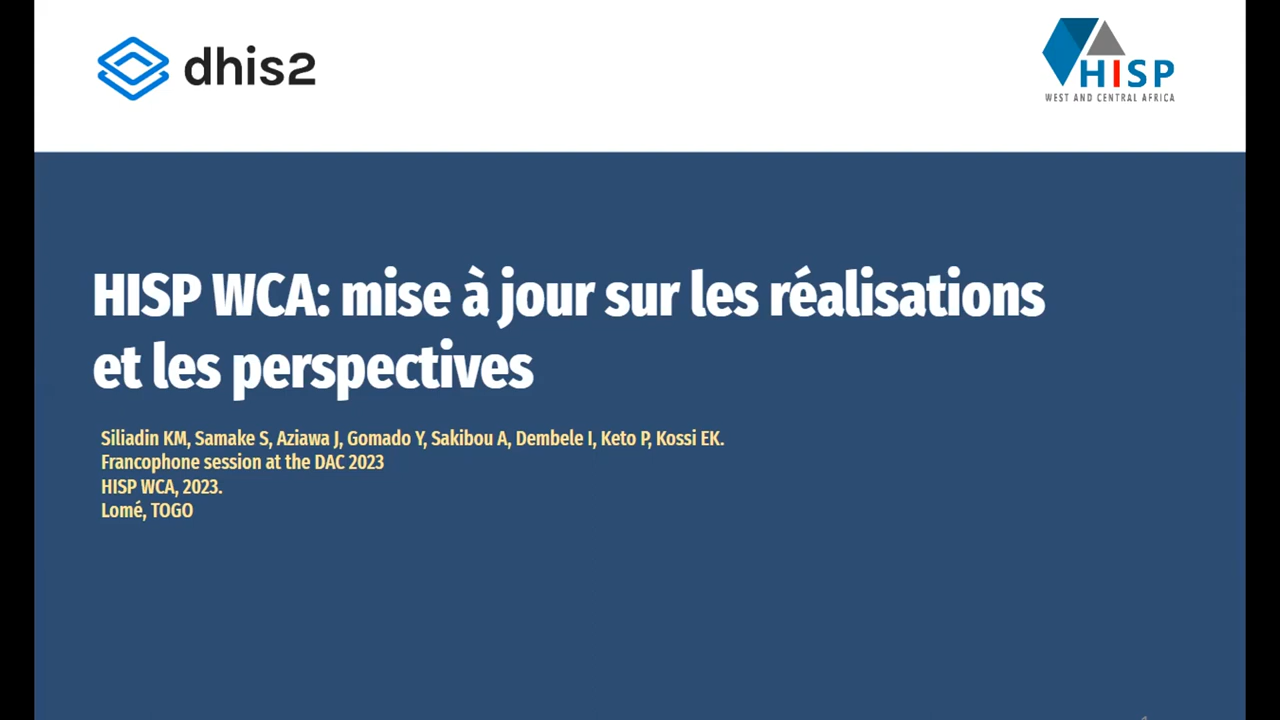 dhis2
HISP
WEST AND CENTRAL AFRICA
HISP WCA: mise à jour sur les réalisations
et les perspectives
Siliadin KM, Samake S, Aziawa J, Gomado Y, Sakibou A, Dembele I, Keto P, Kossi EK.
Francophone session at the DAC 2023
HISP WCA, 2023.
Lomé, TOGO